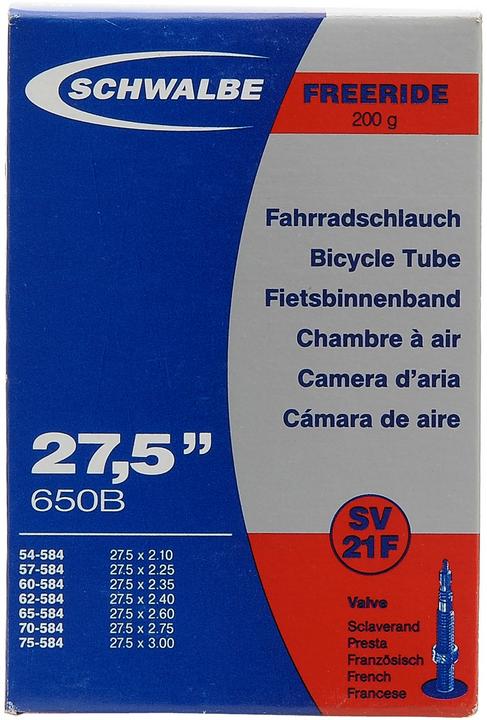 SCHWALBE
FREERIDE
200 g
Fahrradschlauch
Bicycle Tube
Fietsbinnenband
Chambre à air
Camera d'aria
Cámara de aire
27,5”
650B
54-584 27.5 x 2.10
57-584 27.5 x 2.25
60-584 27.5 x 2.35
62-584 27.5 x 2.40
65-584 27.5 x 2.60
70-584 27.5 x 2.75
75-584 27.5 x 3.00
SV
21F
Valve
Sclaverand
Presta
Französisch
French
Francese